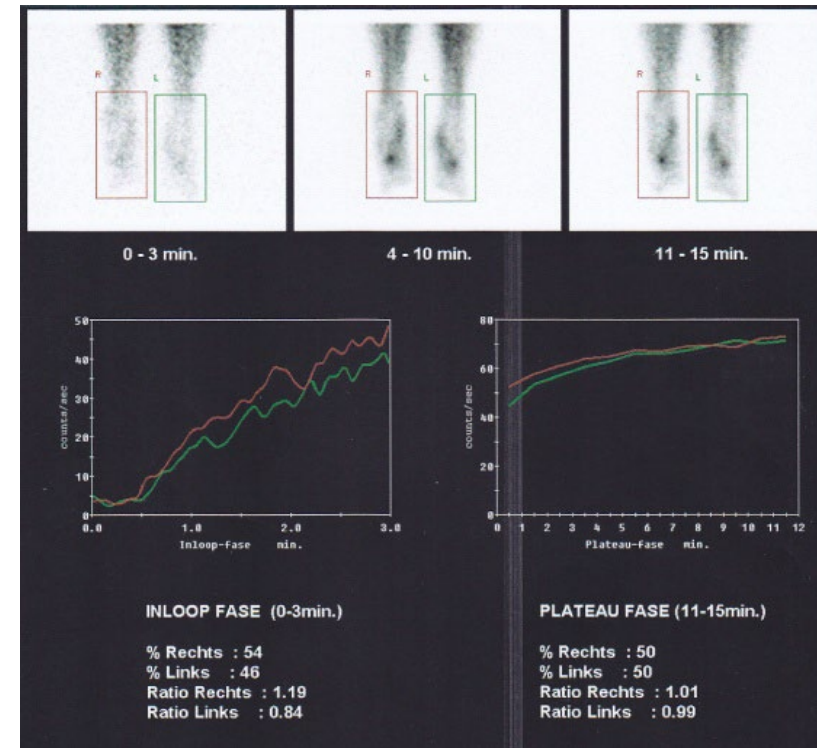 R L
R L
R L
0 - 3 min.
4 - 10 min.
11 - 15 min.
50
40
30
20
10
0
counts/sec
0.0 1.0 2.0 3.0
Inloop-Fase min.
80
60
40
20
0
counts/sec
0 1 2 3 4 5 6 7 8 9 10 11 12
Plateau-Fase min.
INLOOP FASE (0-3min.)
% Rechts : 54
% Links : 46
Ratio Rechts : 1.19
Ratio Links : 0.84
PLATEAU FASE (11-15min.)
% Rechts : 50
% Links : 50
Ratio Rechts : 1.01
Ratio Links : 0.99